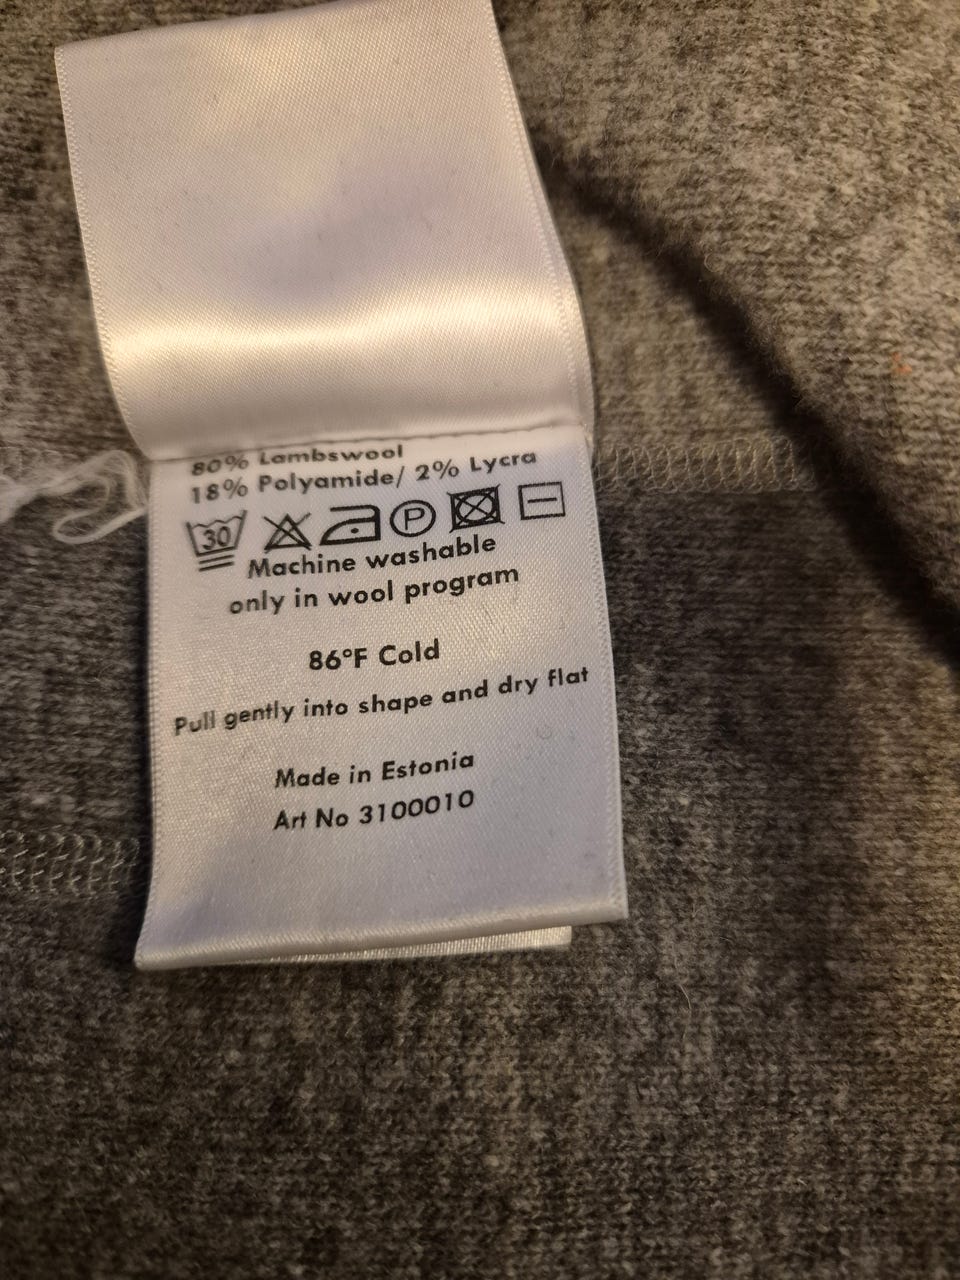 80% Lambswool
18% Polyamide/ 2% Lycra
30 P
Machine washable
only in wool program
86°F Cold
Pull gently into shape and dry flat
Made in Estonia
Art No 3100010